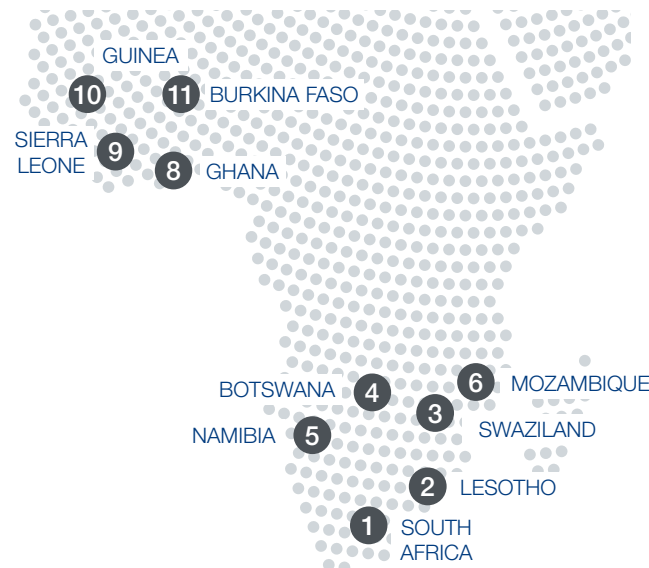 GUINEA
10
11
BURKINA FASO
SIERRA
LEONE
9
8
GHANA
BOTSWANA
4
6
MOZAMBIQUE
3
SWAZILAND
NAMIBIA
5
2
LESOTHO
1
SOUTH
AFRICA